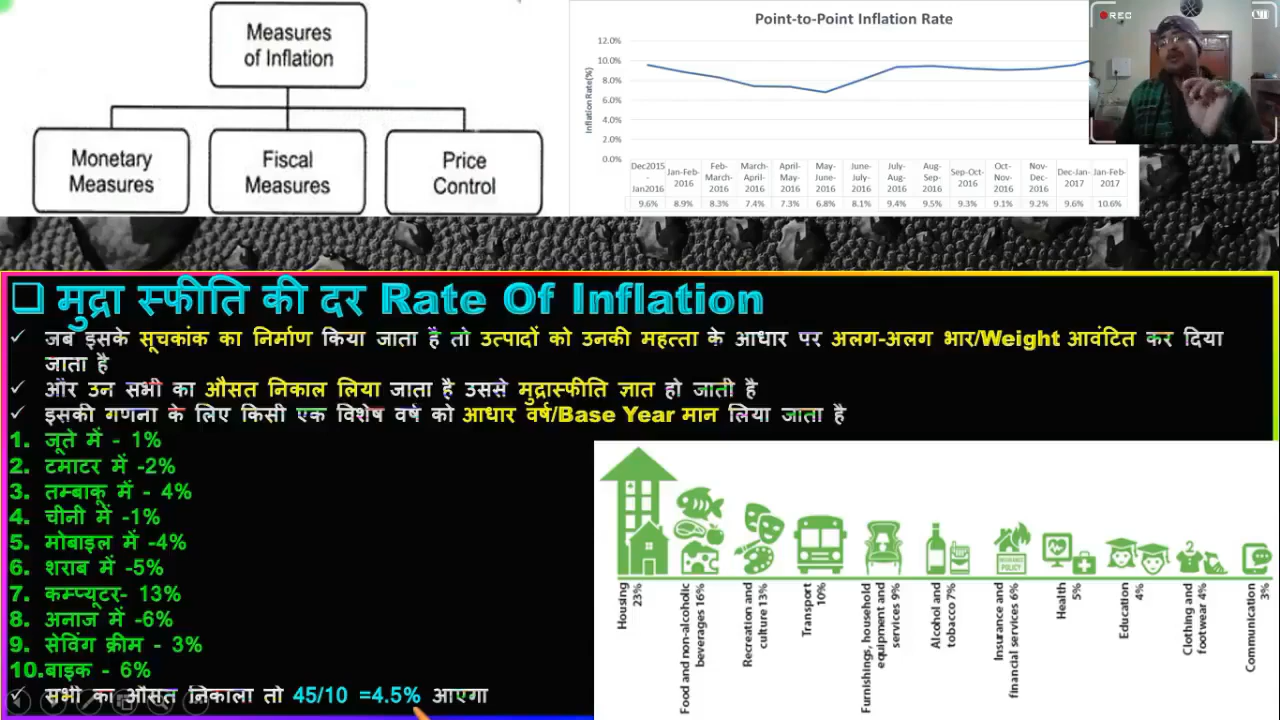 Measures
of Inflation
Monetary
Measures
Fiscal
Measures
Price
Control
Point-to-Point Inflation Rate
Inflation Rate(%)
12.0%
10.0%
8.0%
6.0%
4.0%
2.0%
0.0%
Dec2015 - Jan2016 Jan-Feb-2016 Feb-March-2016 March-April-2016 April-May-2016 May-June-2016 June-July-2016 July-Aug-2016 Aug-Sep-2016 Sep-Oct-2016 Oct-Nov-2016 Nov-Dec-2016 Dec-Jan-2017 Jan-Feb-2017
9.6% 8.9% 8.3% 7.4% 7.3% 6.8% 8.1% 9.4% 9.5% 9.3% 9.1% 9.2% 9.6% 10.6%
REC
मुद्रा स्फीति की दर Rate Of Inflation
✓ जब इसके सूचकांक का निर्माण किया जाता है तो उत्पादों को उनकी महत्ता के आधार पर अलग-अलग भार/Weight आवंटित कर दिया
जाता है
✓ और उन सभी का औसत निकाल लिया जाता है उससे मुद्रास्फीति ज्ञात हो जाती है
✓ इसकी गणना के लिए किसी एक विशेष वर्ष को आधार वर्ष/Base Year मान लिया जाता है
1. जूते में - 1%
2. टमाटर में -2%
3. तम्बाकू में - 4%
4. चीनी में -1%
5. मोबाइल में -4%
6. शराब में -5%
7. कम्प्यूटर- 13%
8. अनाज में -6%
9. सेविंग क्रीम - 3%
10. बाइक - 6%
✓ सभी का औसत निकाला तो 45/10 =4.5% आएगा
INSURANCE POLICY
Housing 23%
Food and non-alcoholic beverages 16%
Recreation and culture 13%
Transport 10%
Furnishings, household equipment and services 9%
Alcohol and tobacco 7%
Insurance and financial services 6%
Health 5%
Education 4%
Clothing and footwear 4%
Communication 3%